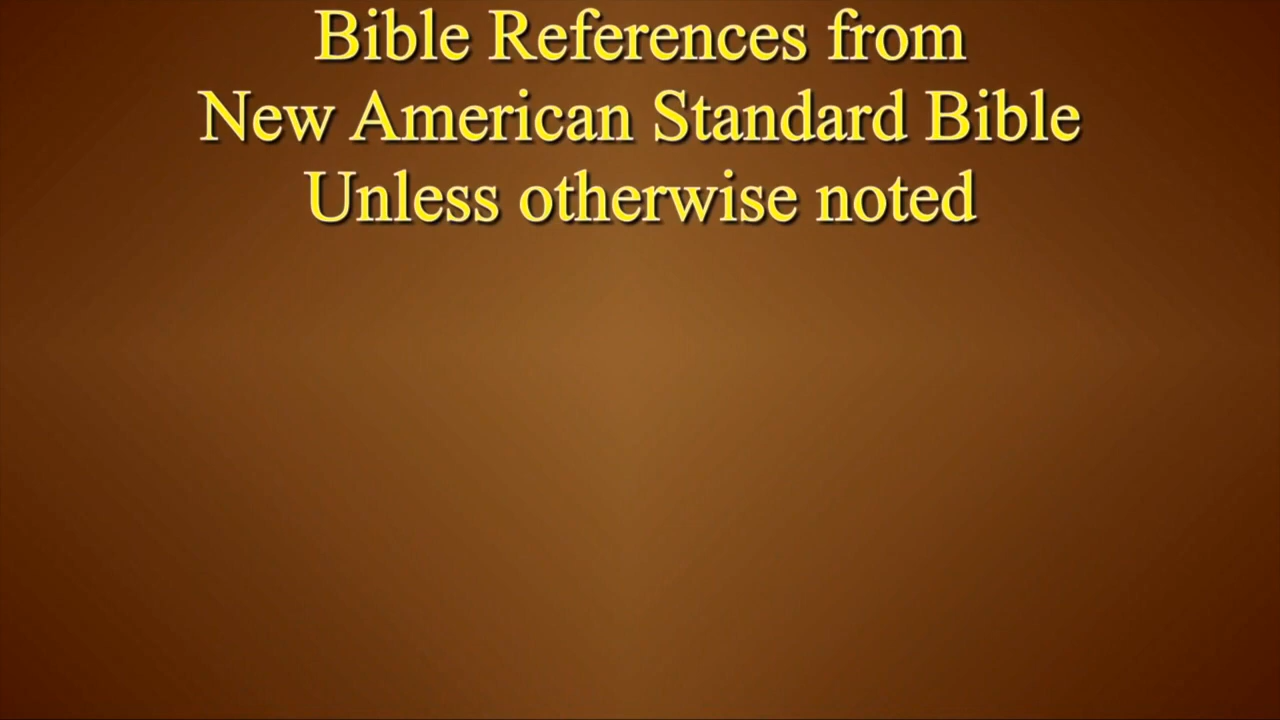 Bible References from
New American Standard Bible
Unless otherwise noted